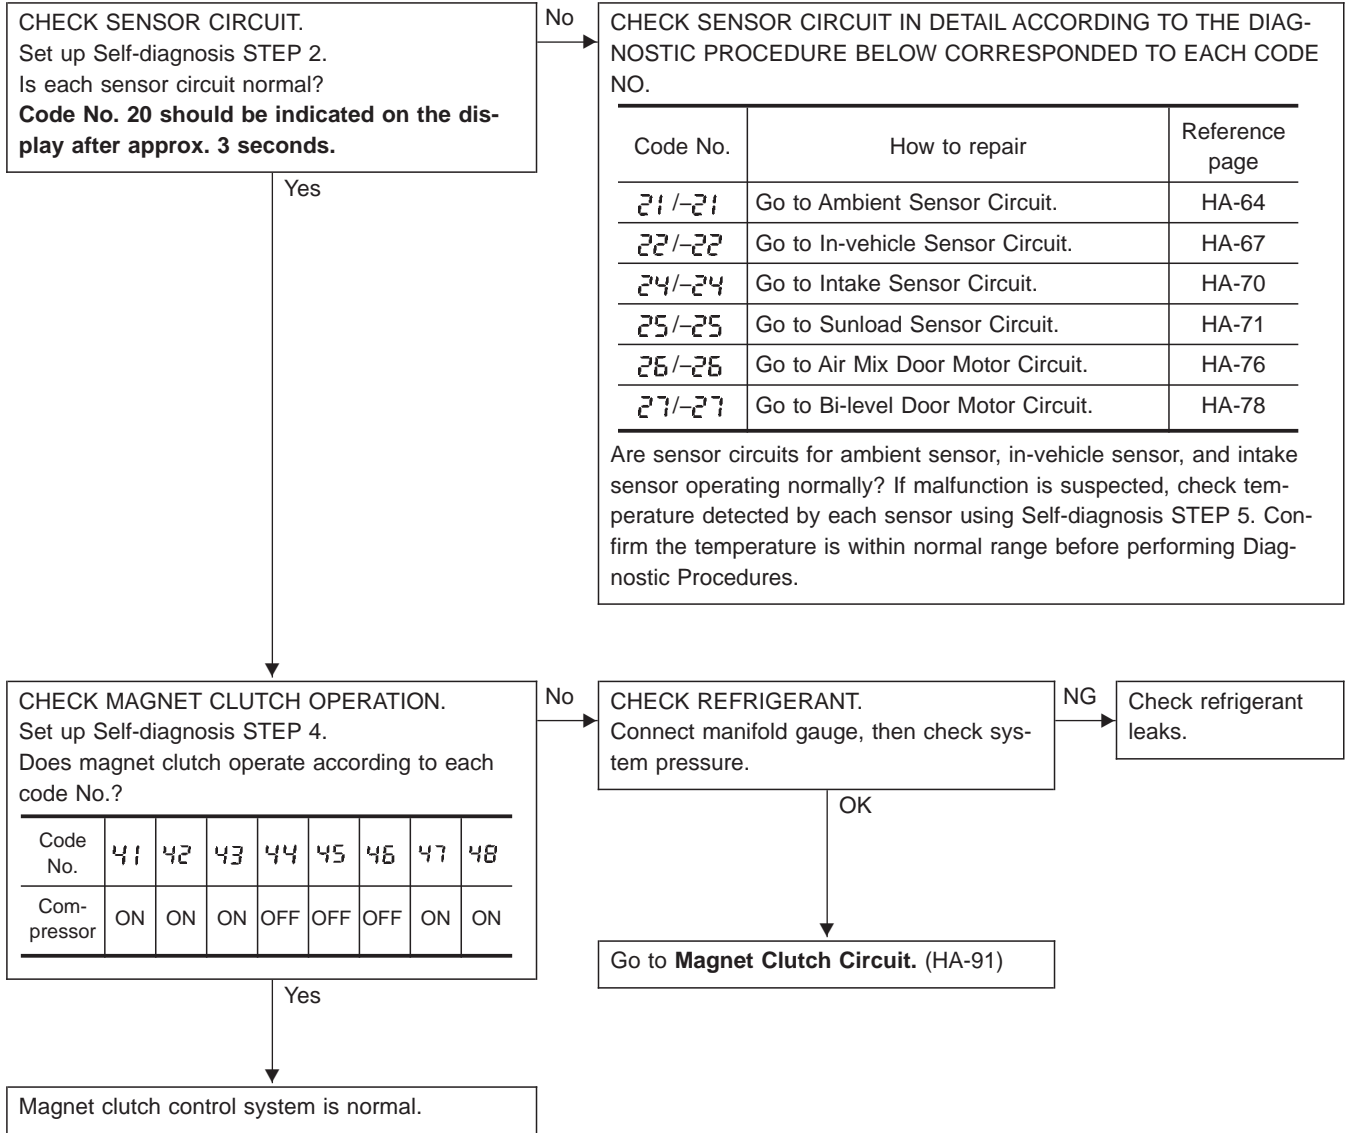 CHECK SENSOR CIRCUIT.
Set up Self-diagnosis STEP 2.
Is each sensor circuit normal?
Code No. 20 should be indicated on the dis-
play after approx. 3 seconds.
No
CHECK SENSOR CIRCUIT IN DETAIL ACCORDING TO THE DIAG-
NOSTIC PROCEDURE BELOW CORRESPONDED TO EACH CODE
NO.
Code No. How to repair Reference
page
21/–21 Go to Ambient Sensor Circuit. HA-64
22/–22 Go to In-vehicle Sensor Circuit. HA-67
24/–24 Go to Intake Sensor Circuit. HA-70
25/–25 Go to Sunload Sensor Circuit. HA-71
26/–26 Go to Air Mix Door Motor Circuit. HA-76
27/–27 Go to Bi-level Door Motor Circuit. HA-78
Are sensor circuits for ambient sensor, in-vehicle sensor, and intake
sensor operating normally? If malfunction is suspected, check tem-
perature detected by each sensor using Self-diagnosis STEP 5. Con-
firm the temperature is within normal range before performing Diag-
nostic Procedures.
Yes
CHECK MAGNET CLUTCH OPERATION.
Set up Self-diagnosis STEP 4.
Does magnet clutch operate according to each
code No.?
Code
No. 41 42 43 44 45 46 47 48
Com-
pressor ON ON ON OFF OFF OFF ON ON
No
CHECK REFRIGERANT.
Connect manifold gauge, then check sys-
tem pressure.
NG
Check refrigerant
leaks.
OK
Go to Magnet Clutch Circuit. (HA-91)
Yes
Magnet clutch control system is normal.